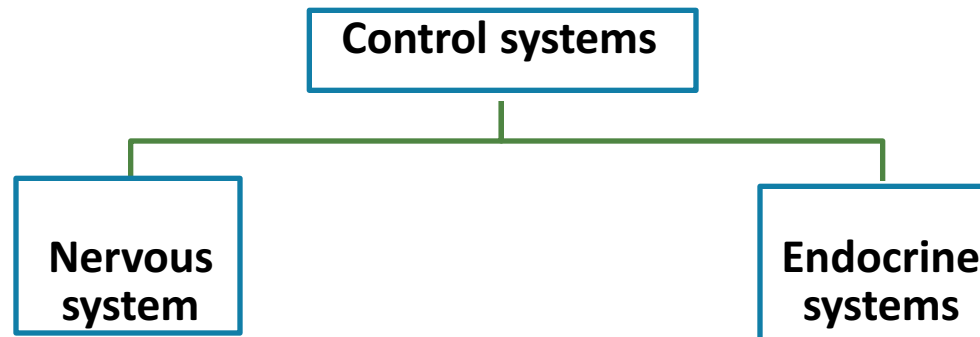 Control systems
Nervous
system
Endocrine
systems